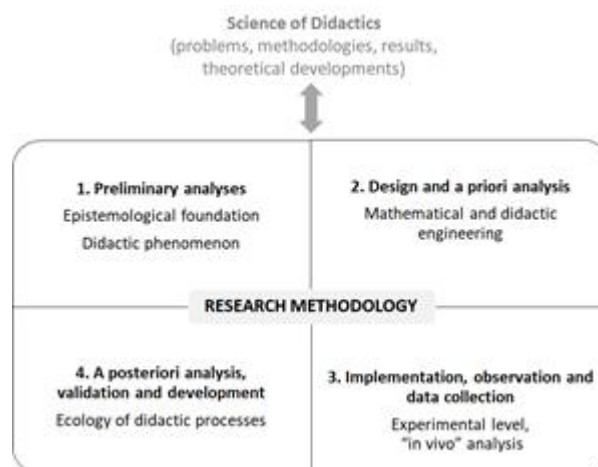 Science of Didactics
(problems, methodologies, results,
theoretical developments)
1. Preliminary analyses
Epistemological foundation
Didactic phenomenon
2. Design and a priori analysis
Mathematical and didactic
engineering
RESEARCH METHODOLOGY
4. A posteriori analysis,
validation and development
Ecology of didactic processes
3. Implementation, observation and
data collection
Experimental level,
"in vivo" analysis